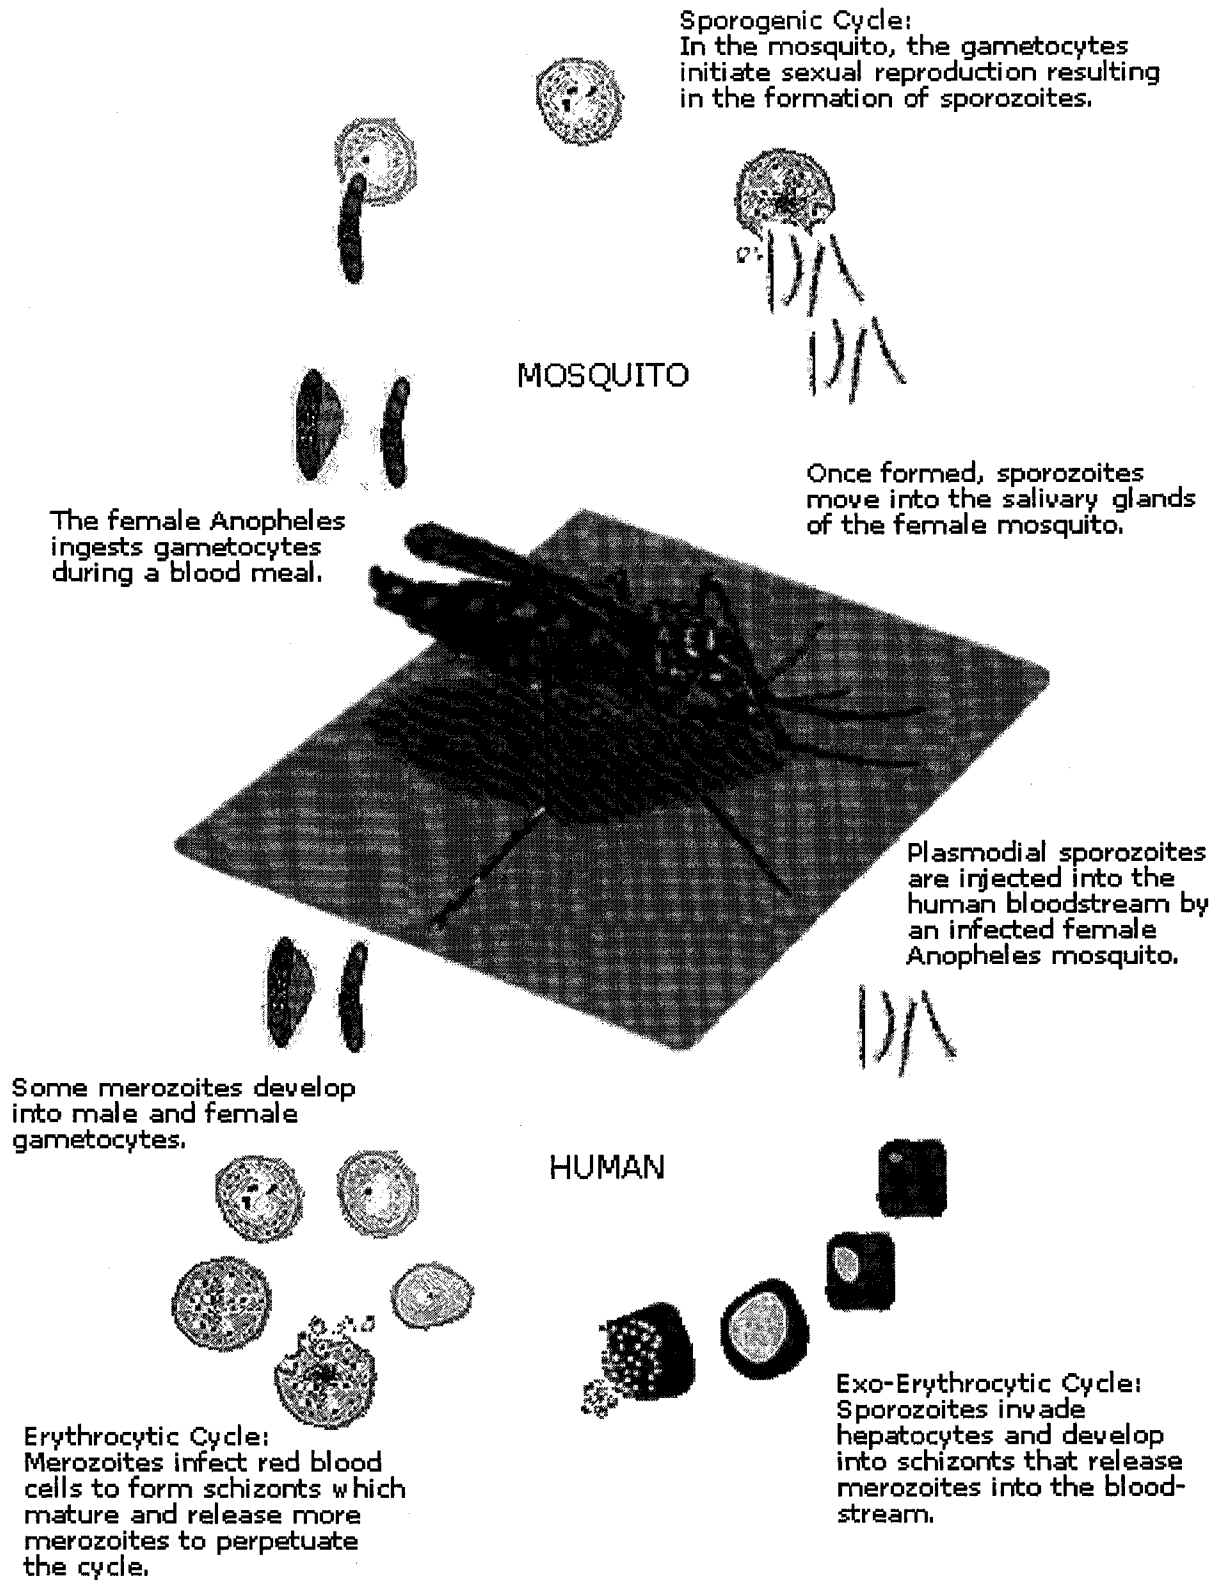 Sporogenic Cycle:
In the mosquito, the gametocytes
initiate sexual reproduction resulting
in the formation of sporozoites.
MOSQUITO
Once formed, sporozoites
move into the salivary glands
of the female mosquito.
The female Anopheles
ingests gametocytes
during a blood meal.
Plasmodial sporozoites
are injected into the
human bloodstream by
an infected female
Anopheles mosquito.
Some merozoites develop
into male and female
gametocytes.
HUMAN
Exo-Erythrocytic Cycle:
Sporozoites invade
hepatocytes and develop
into schizonts that release
merozoites into the blood-
stream.
Erythrocytic Cycle:
Merozoites infect red blood
cells to form schizonts which
mature and release more
merozoites to perpetuate
the cycle.